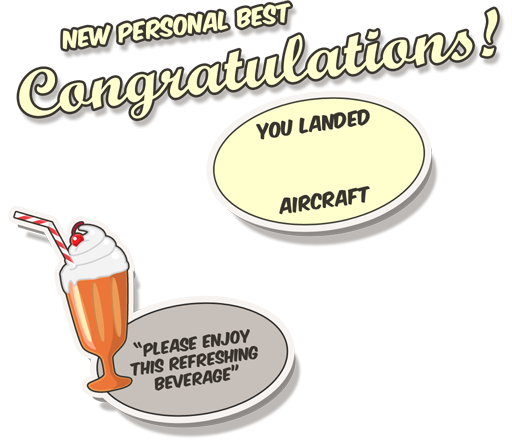 NEW PERSONAL BEST
Congratulations!
YOU LANDED
AIRCRAFT
"PLEASE ENJOY
THIS REFRESHING
BEVERAGE"